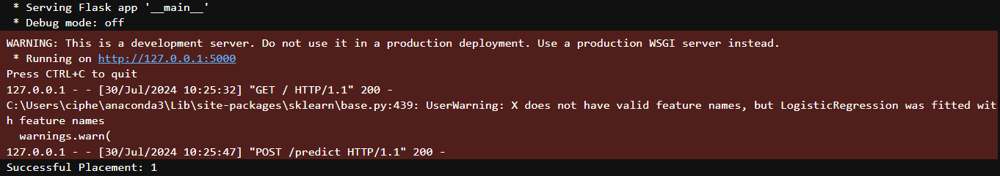 * Serving Flask app '__main__'
* Debug mode: off
WARNING: This is a development server. Do not use it in a production deployment. Use a production WSGI server instead.
* Running on http://127.0.0.1:5000
Press CTRL+C to quit
127.0.0.1 - - [30/Jul/2024 10:25:32] "GET / HTTP/1.1" 200 -
C:\Users\ciphe\anaconda3\Lib\site-packages\sklearn\base.py:439: UserWarning: X does not have valid feature names, but LogisticRegression was fitted wit
h feature names
warnings.warn(
127.0.0.1 - - [30/Jul/2024 10:25:47] "POST /predict HTTP/1.1" 200 -
Successful Placement: 1